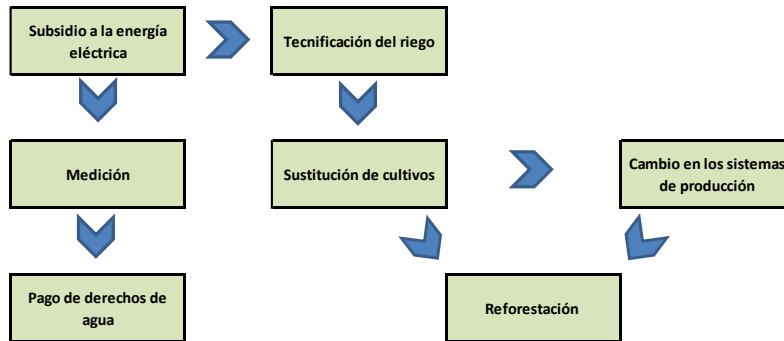 Subsidio a la energía
eléctrica
Tecnificación del riego
Medición
Sustitución de cultivos
Cambio en los sistemas
de producción
Pago de derechos de
agua
Reforestación